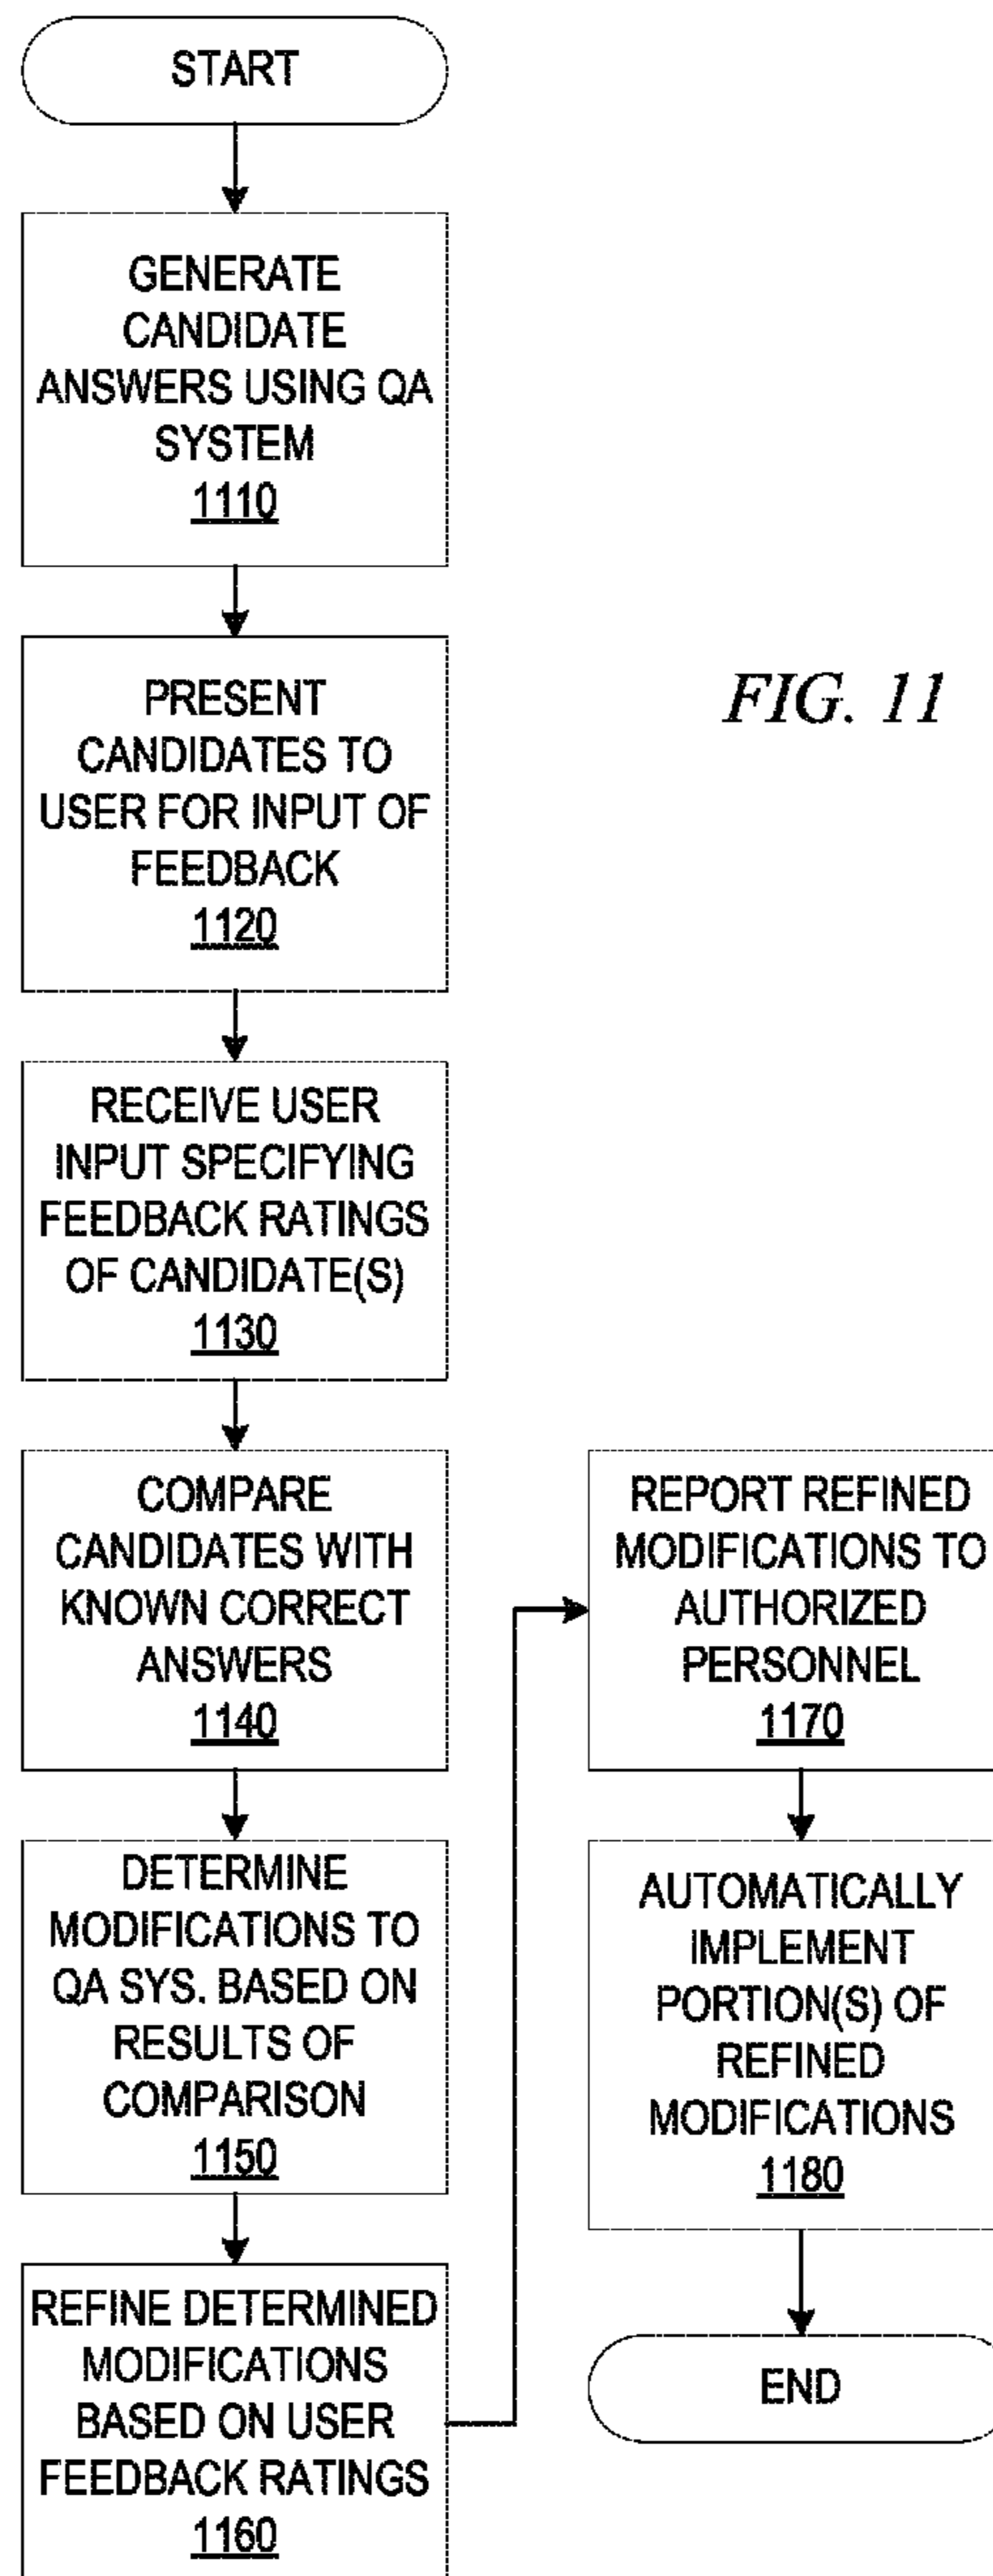 START
GENERATE
CANDIDATE
ANSWERS USING QA
SYSTEM
1110
PRESENT
CANDIDATES TO
USER FOR INPUT OF
FEEDBACK
1120
RECEIVE USER
INPUT SPECIFYING
FEEDBACK RATINGS
OF CANDIDATE(S)
1130
COMPARE
CANDIDATES WITH
KNOWN CORRECT
ANSWERS
1140
DETERMINE
MODIFICATIONS TO
QA SYS. BASED ON
RESULTS OF
COMPARISON
1150
REFINE DETERMINED
MODIFICATIONS
BASED ON USER
FEEDBACK RATINGS
1160
REPORT REFINED
MODIFICATIONS TO
AUTHORIZED
PERSONNEL
1170
AUTOMATICALLY
IMPLEMENT
PORTION(S) OF
REFINED
MODIFICATIONS
1180
END
FIG. 11